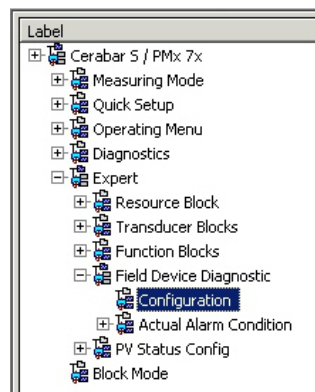 Label
Cerabar S / PMx 7x
Measuring Mode
Quick Setup
Operating Menu
Diagnostics
Expert
Resource Block
Transducer Blocks
Function Blocks
Field Device Diagnostic
Configuration
Actual Alarm Condition
PV Status Config
Block Mode